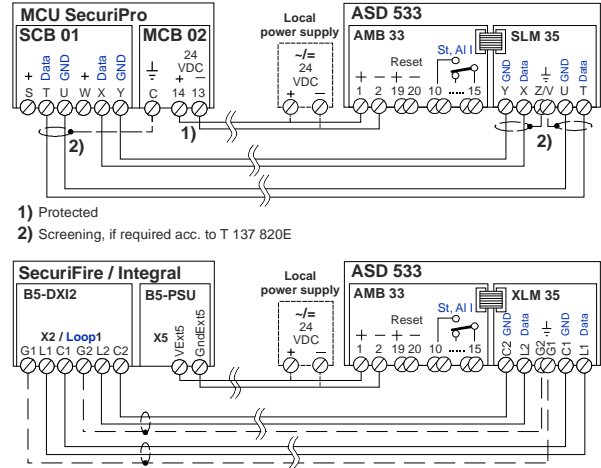 MCU SecuriPro
SCB 01
MCB 02
+ Data GND + Data GND
S T U W X Y
24
VDC
+ –
C 14 13
2)
1)
Local
power supply
~/=
24
VDC
+ –
ASD 533
AMB 33
SLM 35
St, Al I
Reset
+ – + –
1 2 19 20 10 ..... 15
GND Data GND Data
Y X Z/V U T
2)
1) Protected
2) Screening, if required acc. to T 137 820E
SecuriFire / Integral
B5-DXI2
B5-PSU
X2 / Loop1
X5
VExt5
GndExt5
G1 L1 C1 G2 L2 C2
Local
power supply
~/=
24
VDC
+ –
ASD 533
AMB 33
XLM 35
St, Al I
Reset
+ – + –
1 2 19 20 10 ..... 15
GND Data GND Data
C2 L2 G2 G1 C1 L1